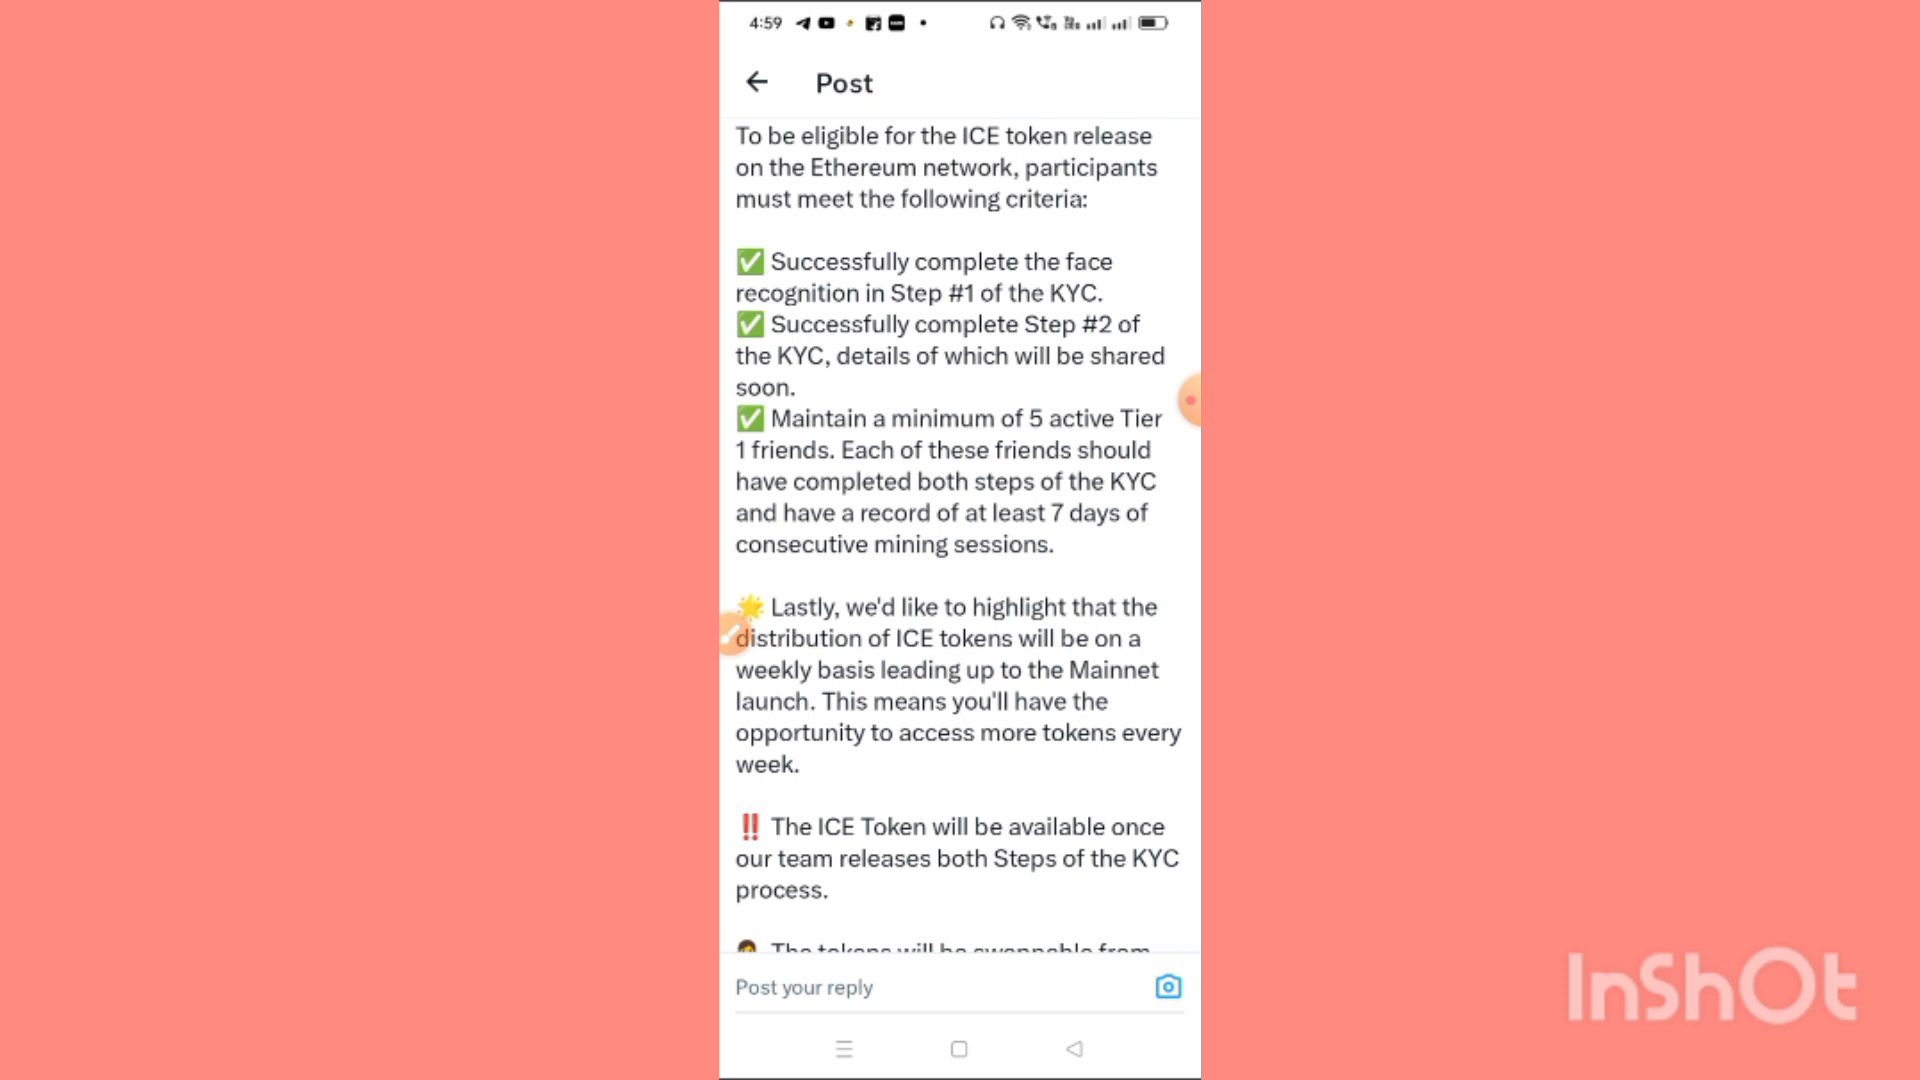 4:59
Post
To be eligible for the ICE token release
on the Ethereum network, participants
must meet the following criteria:
✅ Successfully complete the face
recognition in Step #1 of the KYC.
✅ Successfully complete Step #2 of
the KYC, details of which will be shared
soon.
✅ Maintain a minimum of 5 active Tier
1 friends. Each of these friends should
have completed both steps of the KYC
and have a record of at least 7 days of
consecutive mining sessions.
🌟 Lastly, we'd like to highlight that the
distribution of ICE tokens will be on a
weekly basis leading up to the Mainnet
launch. This means you'll have the
opportunity to access more tokens every
week.
‼️ The ICE Token will be available once
our team releases both Steps of the KYC
process.
The tokens will be swappable from
Post your reply
InShOt